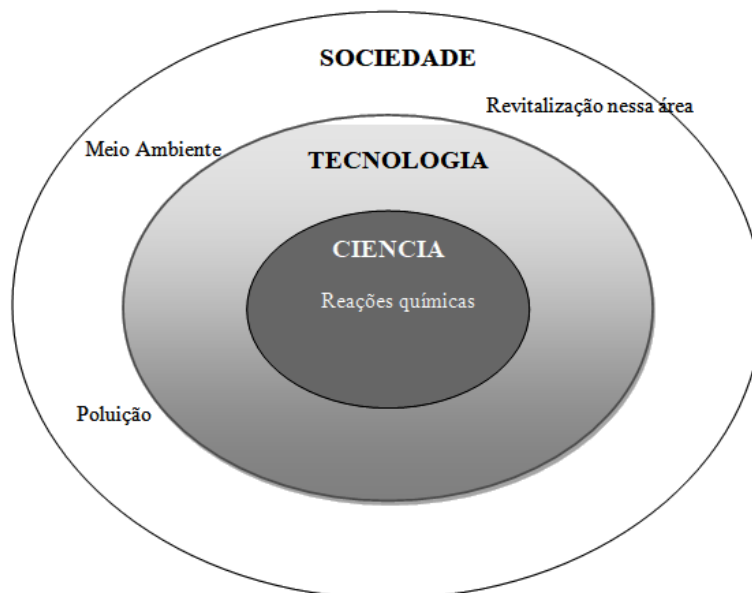 SOCIEDADE
Revitalização nessa área
Meio Ambiente
TECNOLOGIA
CIENCIA
Reações químicas
Poluição